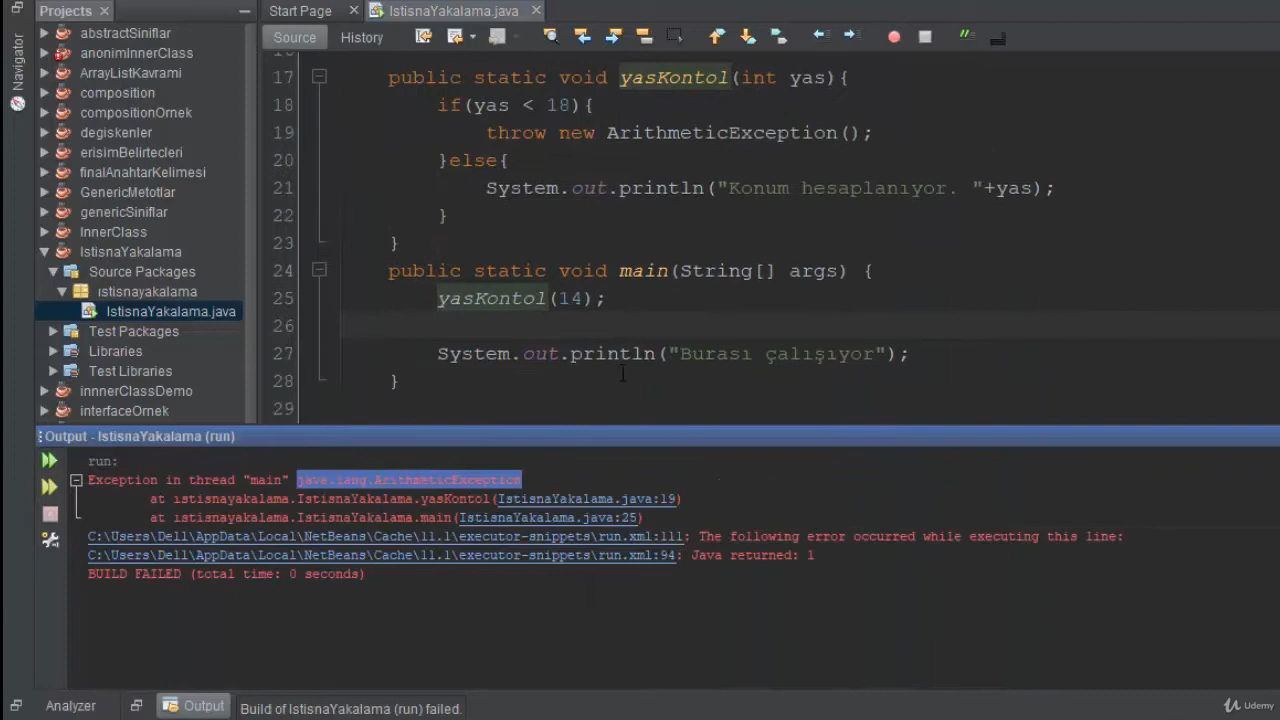 Projects
Start Page
IstisnaYakalama.java
Navigator
abstractSiniflar
anonimInnerClass
ArrayListKavrami
composition
compositionOrnek
degiskenler
erisimBelirtecleri
finalAnahtarKelimesi
GenericMetotlar
genericSiniflar
InnerClass
IstisnaYakalama
Source Packages
ıstisnayakalama
IstisnaYakalama.java
Test Packages
Libraries
Test Libraries
innnerClassDemo
interfaceOrnek
Source History
17 public static void yasKontol(int yas){
18 if(yas < 18){
19 throw new ArithmeticException();
20 }else{
21 System.out.println("Konum hesaplanıyor. "+yas);
22 }
23 }
24 public static void main(String[] args) {
25 yasKontol(14);
26
27 System.out.println("Burası çalışıyor");
28 }
29
Output - IstisnaYakalama (run)
run:
Exception in thread "main" java.lang.ArithmeticException
at ıstisnayakalama.IstisnaYakalama.yasKontol(IstisnaYakalama.java:19)
at ıstisnayakalama.IstisnaYakalama.main(IstisnaYakalama.java:25)
C:\Users\Dell\AppData\Local\NetBeans\Cache\11.1\executor-snippets\run.xml:111: The following error occurred while executing this line:
C:\Users\Dell\AppData\Local\NetBeans\Cache\11.1\executor-snippets\run.xml:94: Java returned: 1
BUILD FAILED (total time: 0 seconds)
Analyzer
Output
Build of IstisnaYakalama (run) failed.
Udemy